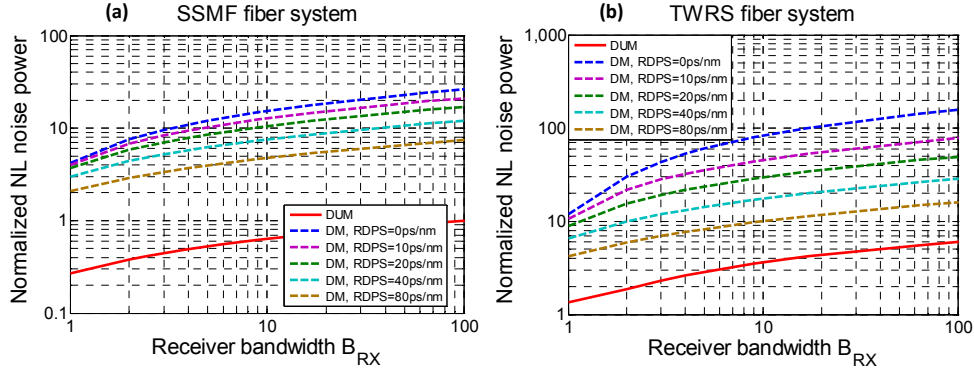 (a) SSMF fiber system
Normalized NL noise power
100
10
1
0.1
DUM
DM, RDPS=0ps/nm
DM, RDPS=10ps/nm
DM, RDPS=20ps/nm
DM, RDPS=40ps/nm
DM, RDPS=80ps/nm
1 10 100
Receiver bandwidth B_RX
(b) TWRS fiber system
Normalized NL noise power
1,000
100
10
1
DUM
DM, RDPS=0ps/nm
DM, RDPS=10ps/nm
DM, RDPS=20ps/nm
DM, RDPS=40ps/nm
DM, RDPS=80ps/nm
1 10 100
Receiver bandwidth B_RX